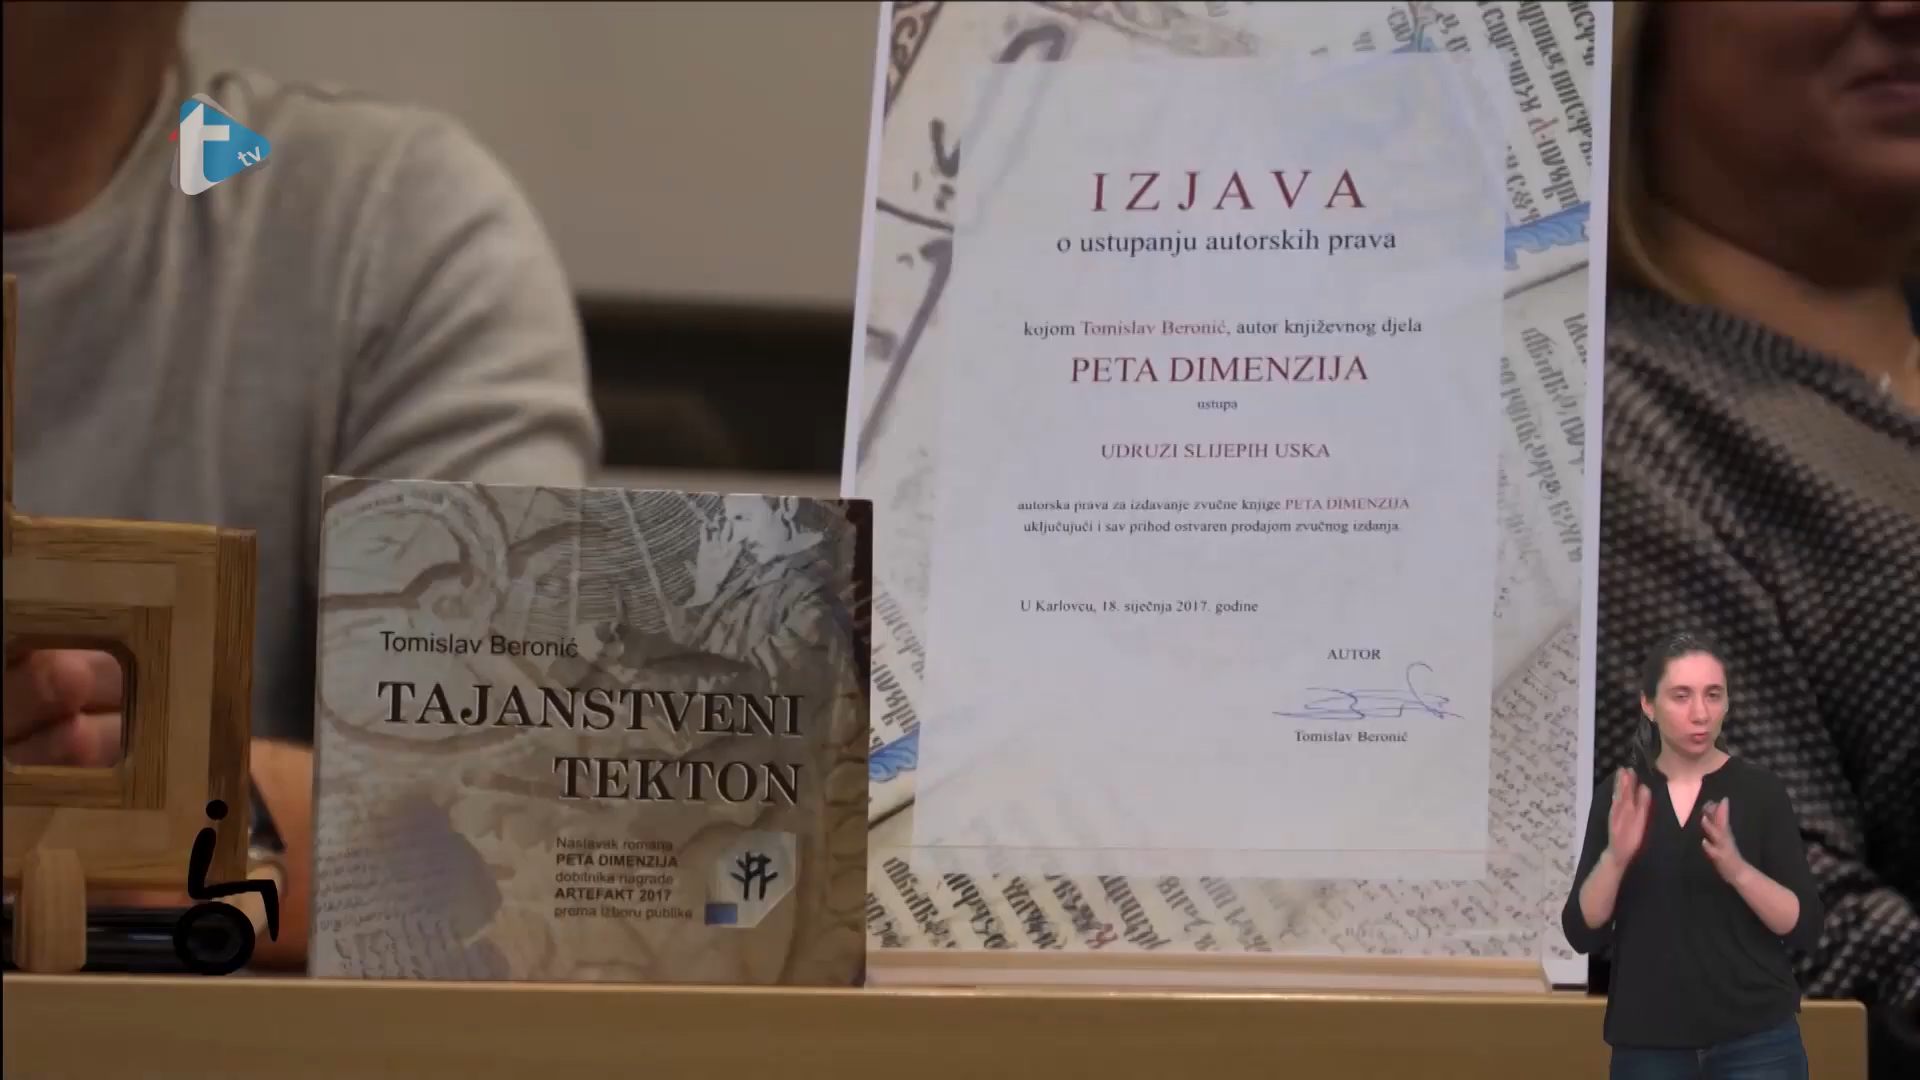 t tv
IZJAVA
o ustupanju autorskih prava
kojom Tomislav Beronić, autor književnog djela
PETA DIMENZIJA
ustupa
UDRUZI SLIJEPIH USKA
autorska prava za izdavanje zvučne knjige PETA DIMENZIJA
uključujući i sav prihod ostvaren prodajom zvučnog izdanja.
U Karlovcu, 18. siječnja 2017. godine
AUTOR
Tomislav Beronić
Tomislav Beronić
TAJANSTVENI
TEKTON
Nastavak romana
PETA DIMENZIJA
dobitnika nagrade
ARTEFAKT 2017
prema izboru publike